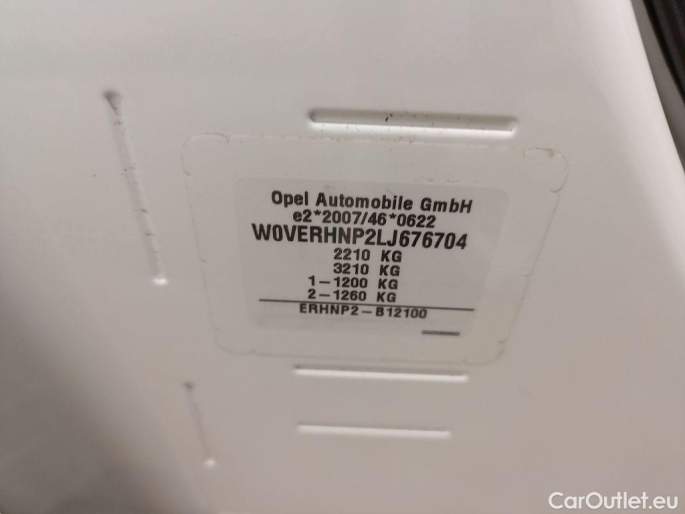 Opel Automobile GmbH
e2*2007/46*0622
W0VERHNP2LJ676704
2210 KG
3210 KG
1-1200 KG
2-1260 KG
ERHNP2-B12100
CarOutlet.eu